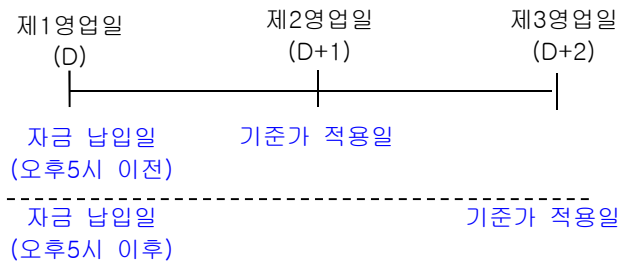 제1영업일 제2영업일 제3영업일
(D) (D+1) (D+2)
자금 납입일 기준가 적용일
(오후5시 이전)
자금 납입일 기준가 적용일
(오후5시 이후)